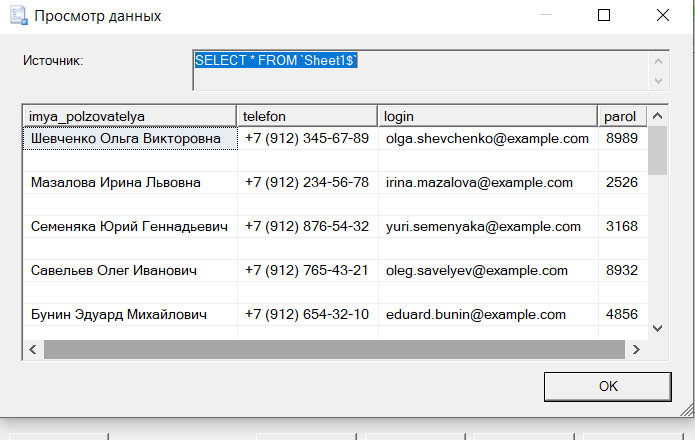 Просмотр данных
Источник:
SELECT * FROM `Sheet1$`
imya_polzovatelya telefon login parol
Шевченко Ольга Викторовна +7 (912) 345-67-89 olga.shevchenko@example.com 8989
Мазалова Ирина Львовна +7 (912) 234-56-78 irina.mazalova@example.com 2526
Семеняка Юрий Геннадьевич +7 (912) 876-54-32 yuri.semenyaka@example.com 3168
Савельев Олег Иванович +7 (912) 765-43-21 oleg.savelyev@example.com 8932
Бунин Эдуард Михайлович +7 (912) 654-32-10 eduard.bunin@example.com 4856
OK